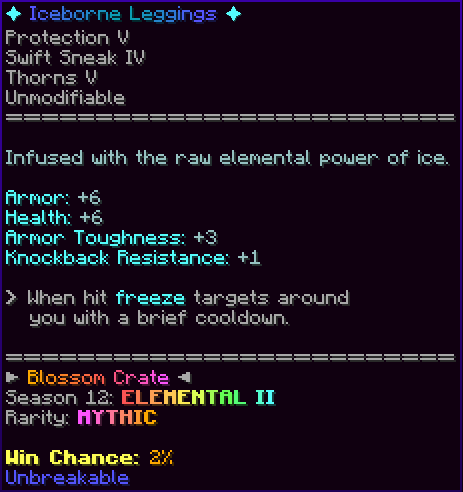 ✦ Iceborne Leggings ✦
Protection V
Swift Sneak IV
Thorns V
Unmodifiable
==================================
Infused with the raw elemental power of ice.
Armor: +6
Health: +6
Armor Toughness: +3
Knockback Resistance: +1
> When hit freeze targets around
you with a brief cooldown.
==================================
► Blossom Crate ◄
Season 12: ELEMENTAL II
Rarity: MYTHIC
Win Chance: 2%
Unbreakable